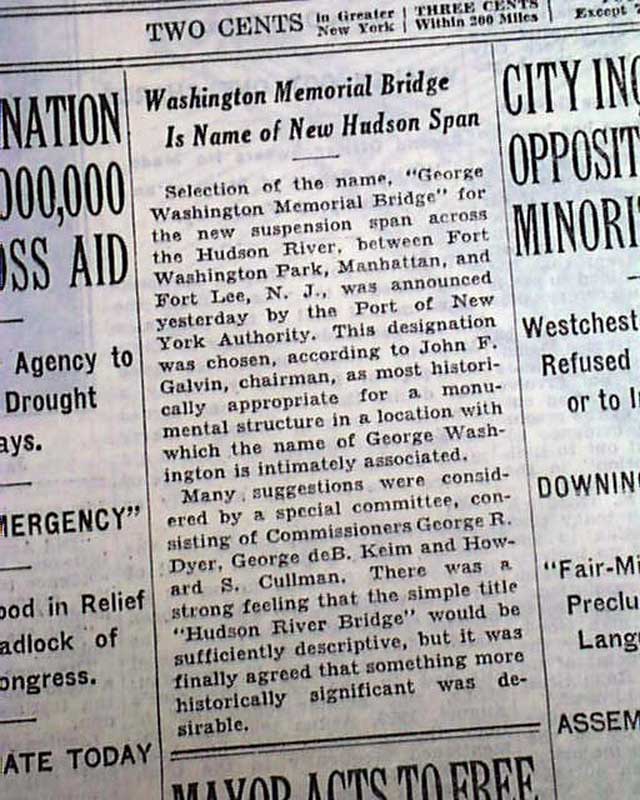 TWO CENTS
in Greater
New York
THREE CENTS
Within 200 Miles
Except
NATION
000,000
OSS AID
Agency to
Drought
ays.
MERGENCY"
ood in Relief
adlock of
ongress.
ATE TODAY
Washington Memorial Bridge
Is Name of New Hudson Span
Selection of the name, "George
Washington Memorial Bridge" for
the new suspension span across
the Hudson River, between Fort
Washington Park, Manhattan, and
Fort Lee, N. J., was announced
yesterday by the Port of New
York Authority. This designation
was chosen, according to John F.
Galvin, chairman, as most histori-
cally appropriate for a monu-
mental structure in a location with
which the name of George Wash-
ington is intimately associated.
Many suggestions were consid-
ered by a special committee, con-
sisting of Commissioners George R.
Dyer, George deB. Keim and How-
ard S. Cullman. There was a
strong feeling that the simple title
"Hudson River Bridge" would be
sufficiently descriptive, but it was
finally agreed that something more
historically significant was de-
sirable.
MAYOR ACTS TO FREE
CITY INC
OPPOSIT
MINORI
Westchest
Refused
or to I
DOWNING
"Fair-Mi
Preclu
Lang
ASSEM